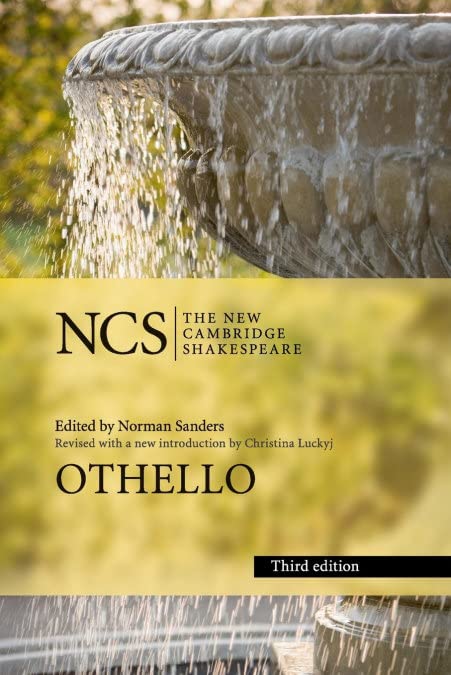 NCS
THE NEW
CAMBRIDGE
SHAKESPEARE
Edited by Norman Sanders
Revised with a new introduction by Christina Luckyj
OTHELLO
Third edition